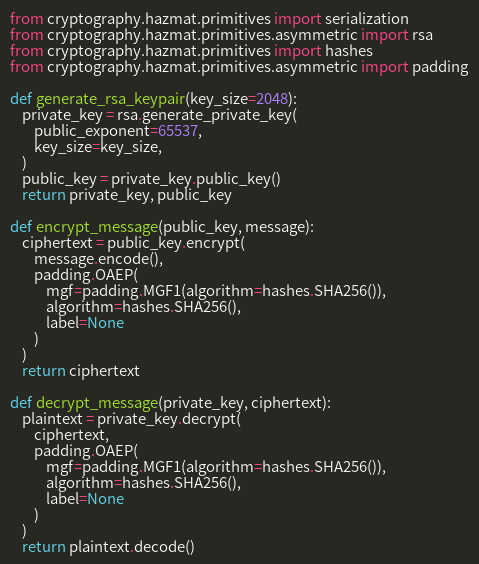 from cryptography.hazmat.primitives import serialization
from cryptography.hazmat.primitives.asymmetric import rsa
from cryptography.hazmat.primitives import hashes
from cryptography.hazmat.primitives.asymmetric import padding

def generate_rsa_keypair(key_size=2048):
    private_key = rsa.generate_private_key(
        public_exponent=65537,
        key_size=key_size,
    )
    public_key = private_key.public_key()
    return private_key, public_key

def encrypt_message(public_key, message):
    ciphertext = public_key.encrypt(
        message.encode(),
        padding.OAEP(
            mgf=padding.MGF1(algorithm=hashes.SHA256()),
            algorithm=hashes.SHA256(),
            label=None
        )
    )
    return ciphertext

def decrypt_message(private_key, ciphertext):
    plaintext = private_key.decrypt(
        ciphertext,
        padding.OAEP(
            mgf=padding.MGF1(algorithm=hashes.SHA256()),
            algorithm=hashes.SHA256(),
            label=None
        )
    )
    return plaintext.decode()